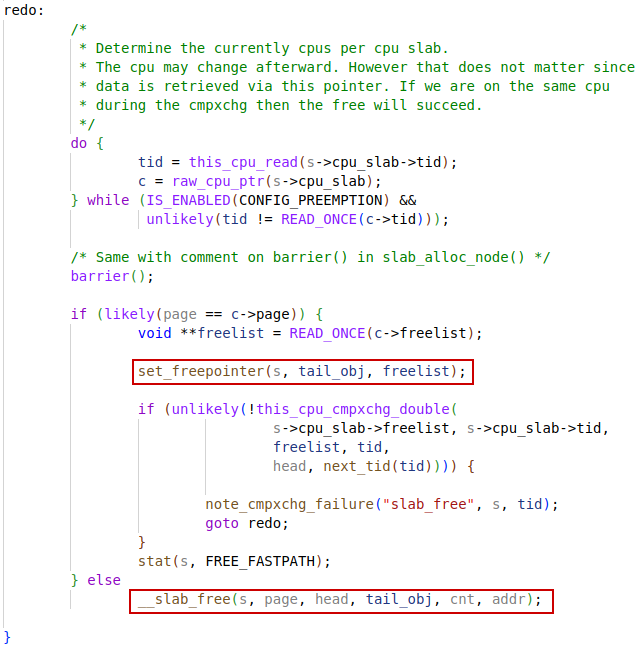 redo:
/*
* Determine the currently cpus per cpu slab.
* The cpu may change afterward. However that does not matter since
* data is retrieved via this pointer. If we are on the same cpu
* during the cmpxchg then the free will succeed.
*/
do {
tid = this_cpu_read(s->cpu_slab->tid);
c = raw_cpu_ptr(s->cpu_slab);
} while (IS_ENABLED(CONFIG_PREEMPTION) &&
unlikely(tid != READ_ONCE(c->tid)));
/* Same with comment on barrier() in slab_alloc_node() */
barrier();
if (likely(page == c->page)) {
void **freelist = READ_ONCE(c->freelist);
set_freepointer(s, tail_obj, freelist);
if (unlikely(!this_cpu_cmpxchg_double(
s->cpu_slab->freelist, s->cpu_slab->tid,
freelist, tid,
head, next_tid(tid)))) {
note_cmpxchg_failure("slab_free", s, tid);
goto redo;
}
stat(s, FREE_FASTPATH);
} else
__slab_free(s, page, head, tail_obj, cnt, addr);
}